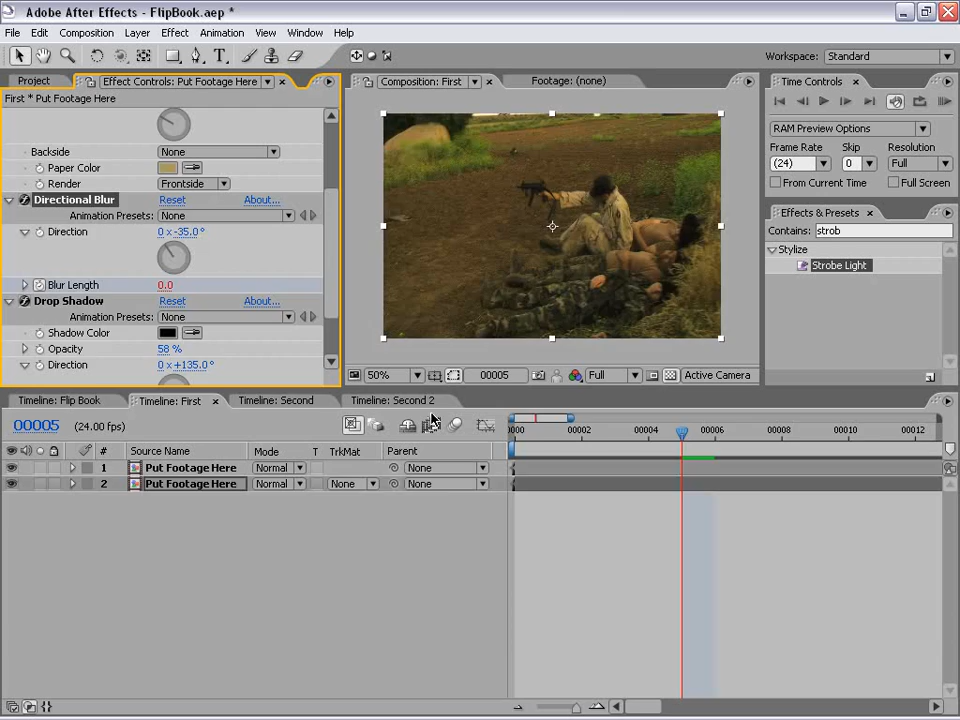 Adobe After Effects - FlipBook.aep *
File Edit Composition Layer Effect Animation View Window Help
Workspace: Standard
Project Effect Controls: Put Footage Here
Composition: First Footage: (none)
Time Controls
First * Put Footage Here
Backside None
Paper Color
Render Frontside
Directional Blur Reset About...
Animation Presets: None
Direction 0 x -35.0 °
Blur Length 0.0
Drop Shadow Reset About...
Animation Presets: None
Shadow Color
Opacity 58 %
Direction 0 x +135.0 °
50% 00005 Full Active Camera
RAM Preview Options
Frame Rate Skip Resolution
(24) 0 Full
From Current Time Full Screen
Effects & Presets
Contains: strob
Stylize
Strobe Light
Timeline: Flip Book Timeline: First Timeline: Second Timeline: Second 2
00005 (24.00 fps)
0000 00002 00004 00006 00008 00010 00012
# Source Name Mode T TrkMat Parent
1 Put Footage Here Normal None
2 Put Footage Here Normal None None